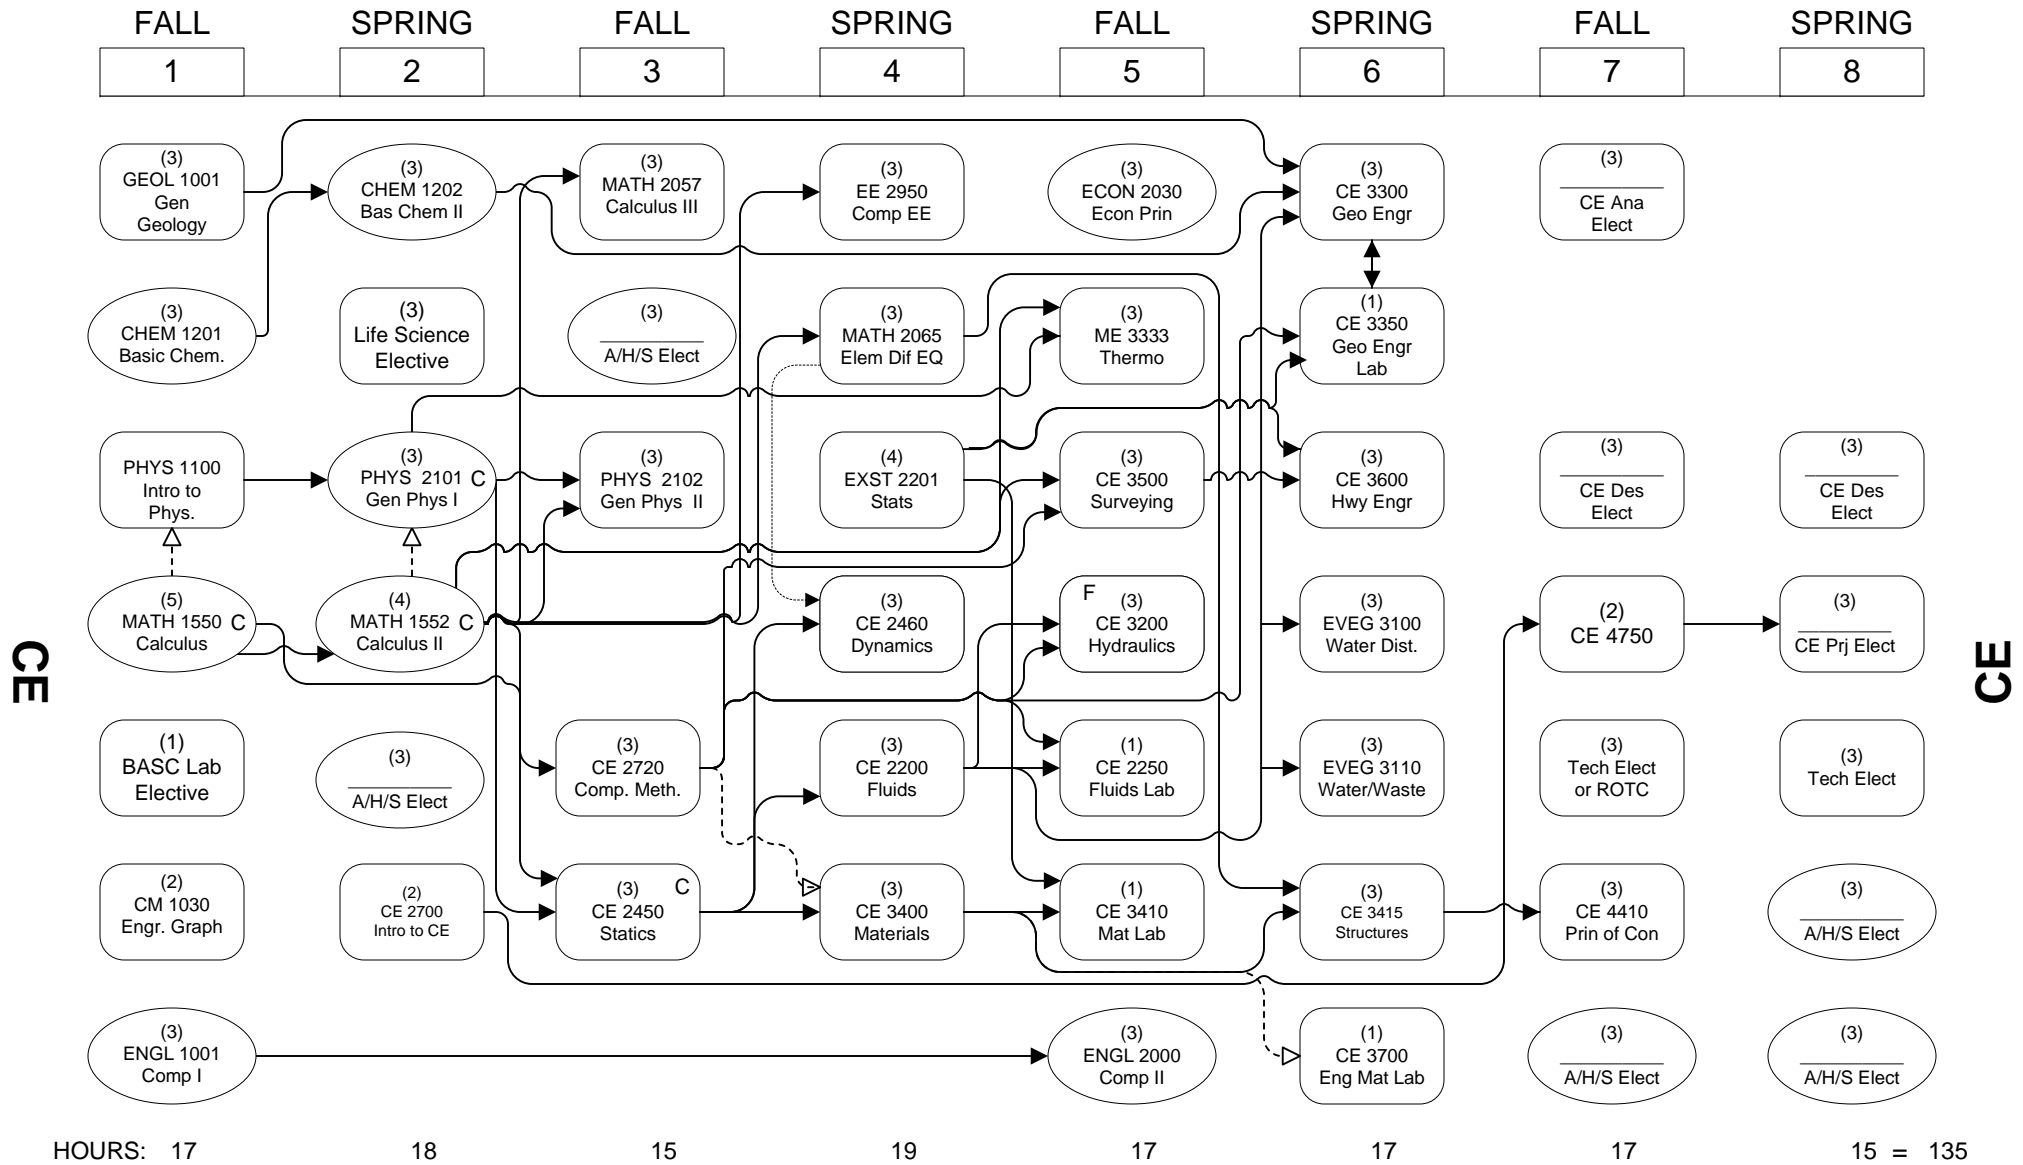 FALL
SPRING
FALL
SPRING
FALL
SPRING
FALL
SPRING
1
2
3
4
5
6
7
8
(3)
GEOL 1001
Gen
Geology
(3)
CHEM 1202
Bas Chem II
(3)
MATH 2057
Calculus III
(3)
EE 2950
Comp EE
(3)
ECON 2030
Econ Prin
(3)
CE 3300
Geo Engr
(3)
CE Ana
Elect
(3)
CHEM 1201
Basic Chem.
(3)
Life Science
Elective
(3)
A/H/S Elect
(3)
MATH 2065
Elem Dif EQ
(3)
ME 3333
Thermo
(1)
CE 3350
Geo Engr
Lab
PHYS 1100
Intro to
Phys.
(3)
PHYS 2101 C
Gen Phys I
(3)
PHYS 2102
Gen Phys II
(4)
EXST 2201
Stats
(3)
CE 3500
Surveying
(3)
CE 3600
Hwy Engr
(3)
CE Des
Elect
(3)
CE Des
Elect
(5)
MATH 1550 C
Calculus
(4)
MATH 1552 C
Calculus II
(3)
CE 2460
Dynamics
F
(3)
CE 3200
Hydraulics
(3)
EVEG 3100
Water Dist.
(2)
CE 4750
(3)
CE Prj Elect
CE
CE
(1)
BASC Lab
Elective
(3)
A/H/S Elect
(3)
CE 2720
Comp. Meth.
(3)
CE 2200
Fluids
(1)
CE 2250
Fluids Lab
(3)
EVEG 3110
Water/Waste
(3)
Tech Elect
or ROTC
(3)
Tech Elect
(2)
CM 1030
Engr. Graph
(2)
CE 2700
Intro to CE
(3) C
CE 2450
Statics
(3)
CE 3400
Materials
(1)
CE 3410
Mat Lab
(3)
CE 3415
Structures
(3)
CE 4410
Prin of Con
(3)
A/H/S Elect
(3)
ENGL 1001
Comp I
(3)
ENGL 2000
Comp II
(1)
CE 3700
Eng Mat Lab
(3)
A/H/S Elect
(3)
A/H/S Elect
HOURS: 17 18 15 19 17 17 17 15 = 135